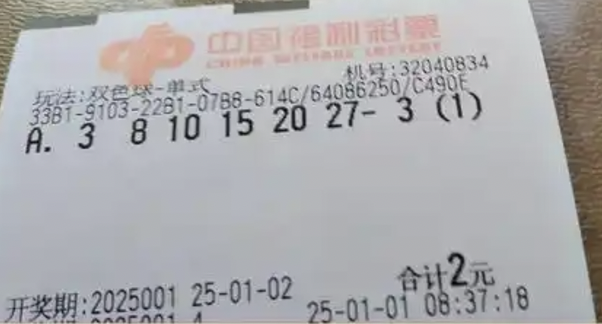 中国福利彩票
CHINA WELFARE LOTTERY
玩法:双色球-单式 机号:32040834
33B1-9103-22B1-07B8-614C/64086250/C490E
A. 3 8 10 15 20 27- 3 (1)
合计2元
开奖期:2025001 25-01-02 25-01-01 08:37:18